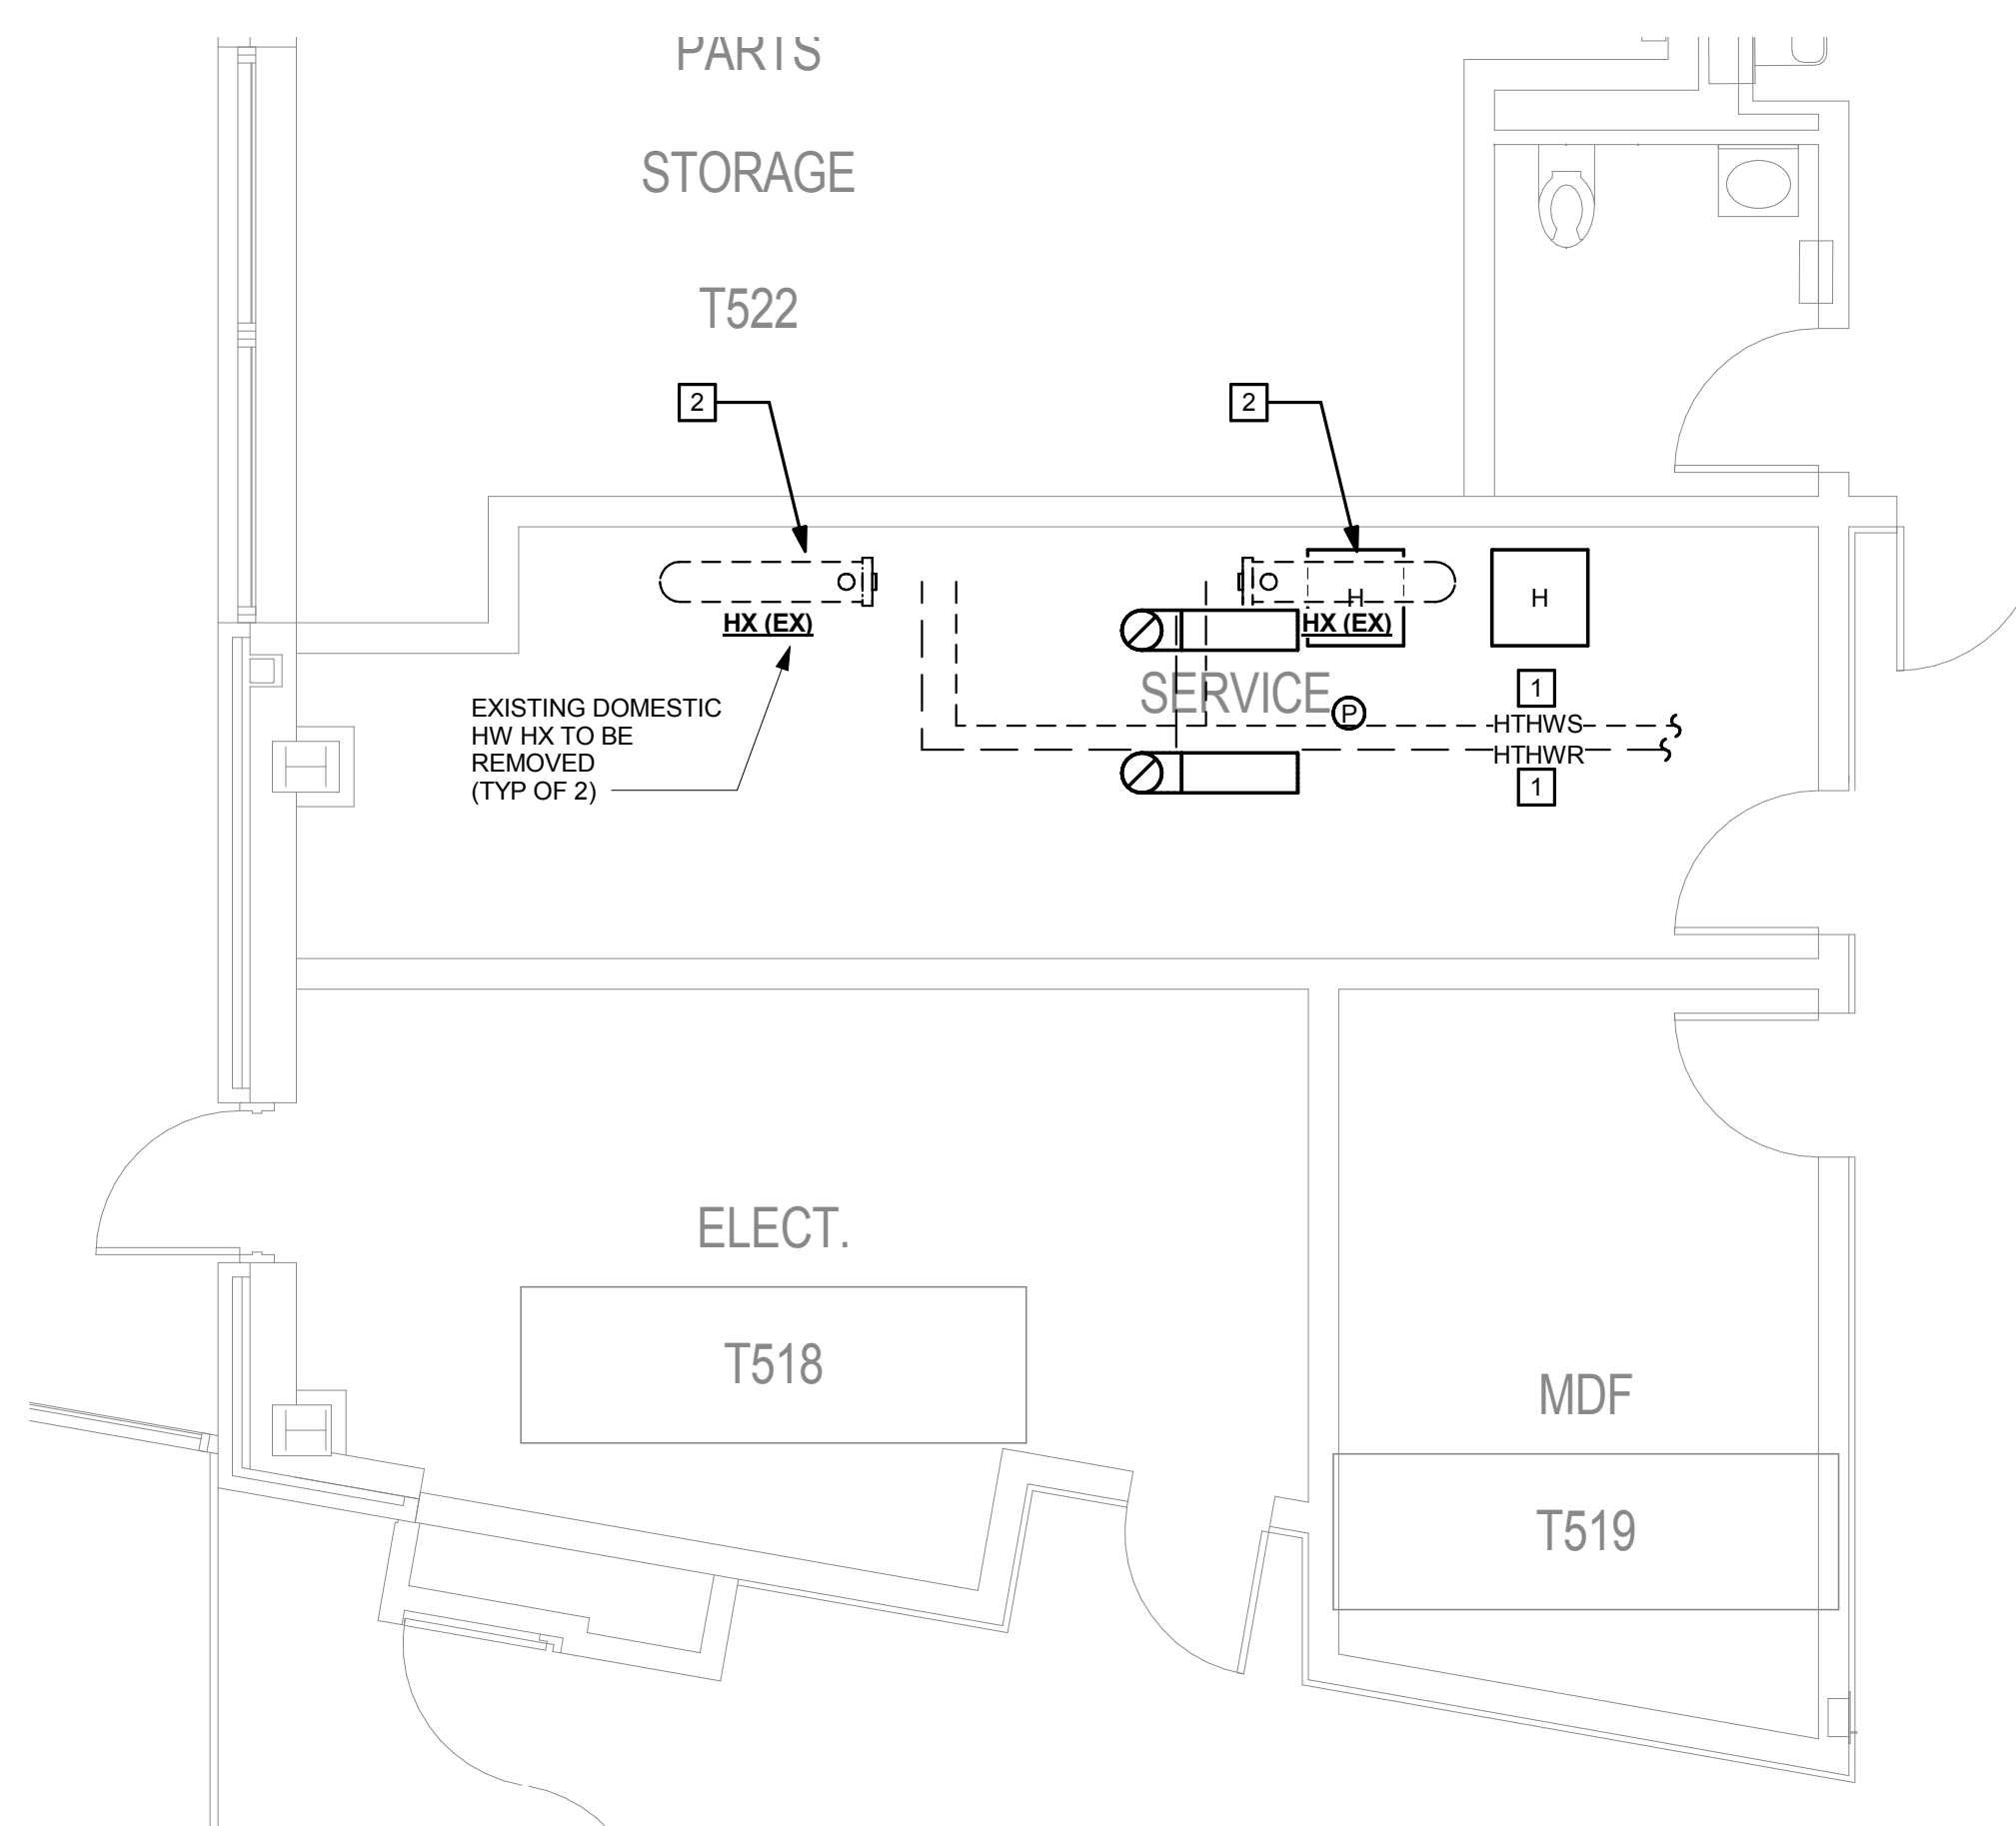 PARTS
STORAGE
T522
2
2
HX (EX)
H
HX (EX)
H
SERVICE
EXISTING DOMESTIC
HW HX TO BE
REMOVED
(TYP OF 2)
P
1
HTHWS
HTHWR
1
ELECT.
T518
MDF
T519